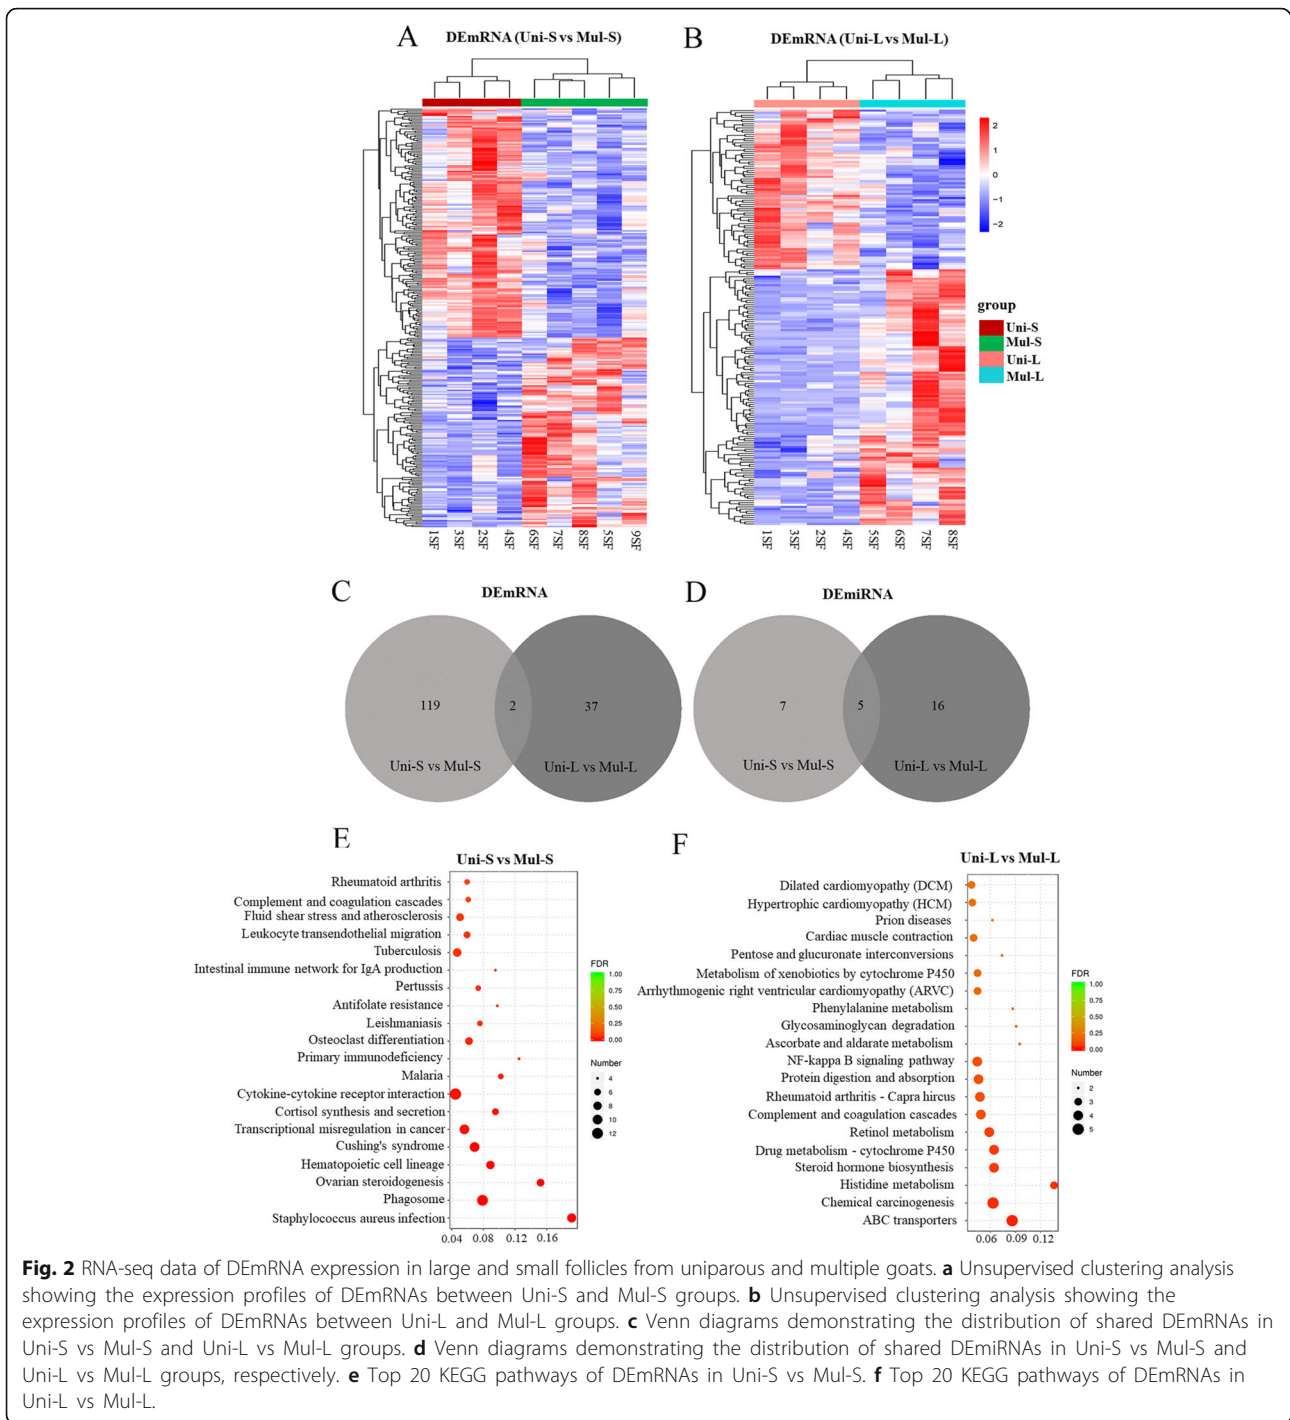 A
DEmRNA (Uni-S vs Mul-S)
1SF
3SF
2SF
4SF
6SF
7SF
8SF
5SF
9SF
B
DEmRNA (Uni-L vs Mul-L)
1SF
3SF
2SF
4SF
5SF
6SF
7SF
8SF
2
1
0
−1
−2
group
Uni-S
Mul-S
Uni-L
Mul-L
C
DEmRNA
119
2
37
Uni-S vs Mul-S
Uni-L vs Mul-L
D
DEmiRNA
7
5
16
Uni-S vs Mul-S
Uni-L vs Mul-L
E
Uni-S vs Mul-S
Rheumatoid arthritis
Complement and coagulation cascades
Fluid shear stress and atherosclerosis
Leukocyte transendothelial migration
Tuberculosis
Intestinal immune network for IgA production
Pertussis
Antifolate resistance
Leishmaniasis
Osteoclast differentiation
Primary immunodeficiency
Malaria
Cytokine-cytokine receptor interaction
Cortisol synthesis and secretion
Transcriptional misregulation in cancer
Cushing's syndrome
Hematopoietic cell lineage
Ovarian steroidogenesis
Phagosome
Staphylococcus aureus infection
0.04 0.08 0.12 0.16
FDR
1.00
0.75
0.50
0.25
0.00
Number
4
6
8
10
12
F
Uni-L vs Mul-L
Dilated cardiomyopathy (DCM)
Hypertrophic cardiomyopathy (HCM)
Prion diseases
Cardiac muscle contraction
Pentose and glucuronate interconversions
Metabolism of xenobiotics by cytochrome P450
Arrhythmogenic right ventricular cardiomyopathy (ARVC)
Phenylalanine metabolism
Glycosaminoglycan degradation
Ascorbate and aldarate metabolism
NF-kappa B signaling pathway
Protein digestion and absorption
Rheumatoid arthritis - Capra hircus
Complement and coagulation cascades
Retinol metabolism
Drug metabolism - cytochrome P450
Steroid hormone biosynthesis
Histidine metabolism
Chemical carcinogenesis
ABC transporters
0.06 0.09 0.12
FDR
1.00
0.75
0.50
0.25
0.00
Number
2
3
4
5
Fig. 2 RNA-seq data of DEmRNA expression in large and small follicles from uniparous and multiple goats. a Unsupervised clustering analysis
showing the expression profiles of DEmRNAs between Uni-S and Mul-S groups. b Unsupervised clustering analysis showing the
expression profiles of DEmRNAs between Uni-L and Mul-L groups. c Venn diagrams demonstrating the distribution of shared DEmRNAs in
Uni-S vs Mul-S and Uni-L vs Mul-L groups. d Venn diagrams demonstrating the distribution of shared DEmiRNAs in Uni-S vs Mul-S and
Uni-L vs Mul-L groups, respectively. e Top 20 KEGG pathways of DEmRNAs in Uni-S vs Mul-S. f Top 20 KEGG pathways of DEmRNAs in
Uni-L vs Mul-L.